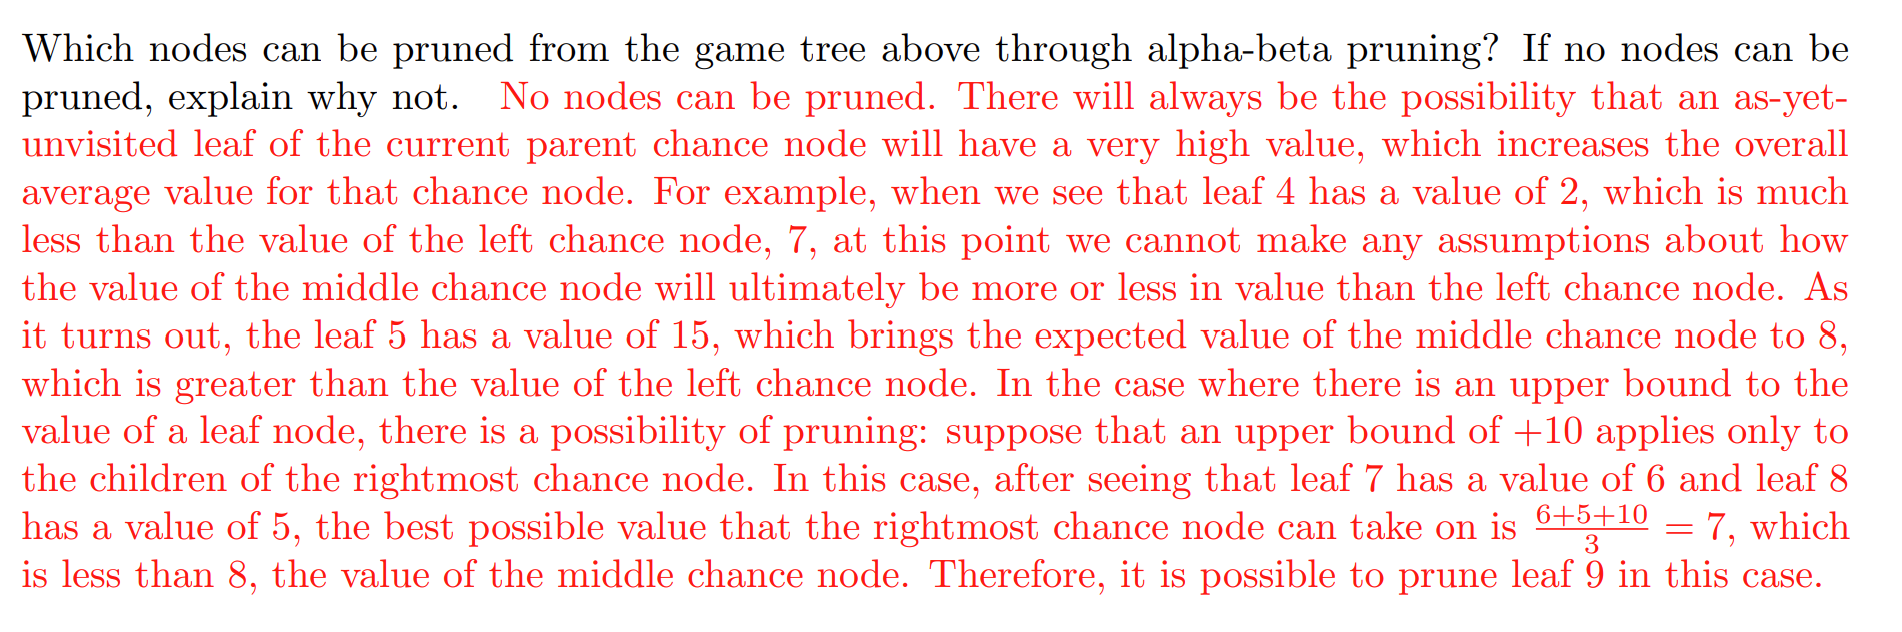 Which nodes can be pruned from the game tree above through alpha-beta pruning? If no nodes can be
pruned, explain why not. No nodes can be pruned. There will always be the possibility that an as-yet-
unvisited leaf of the current parent chance node will have a very high value, which increases the overall
average value for that chance node. For example, when we see that leaf 4 has a value of 2, which is much
less than the value of the left chance node, 7, at this point we cannot make any assumptions about how
the value of the middle chance node will ultimately be more or less in value than the left chance node. As
it turns out, the leaf 5 has a value of 15, which brings the expected value of the middle chance node to 8,
which is greater than the value of the left chance node. In the case where there is an upper bound to the
value of a leaf node, there is a possibility of pruning: suppose that an upper bound of +10 applies only to
the children of the rightmost chance node. In this case, after seeing that leaf 7 has a value of 6 and leaf 8
has a value of 5, the best possible value that the rightmost chance node can take on is \frac{6+5+10}{3} = 7, which
is less than 8, the value of the middle chance node. Therefore, it is possible to prune leaf 9 in this case.